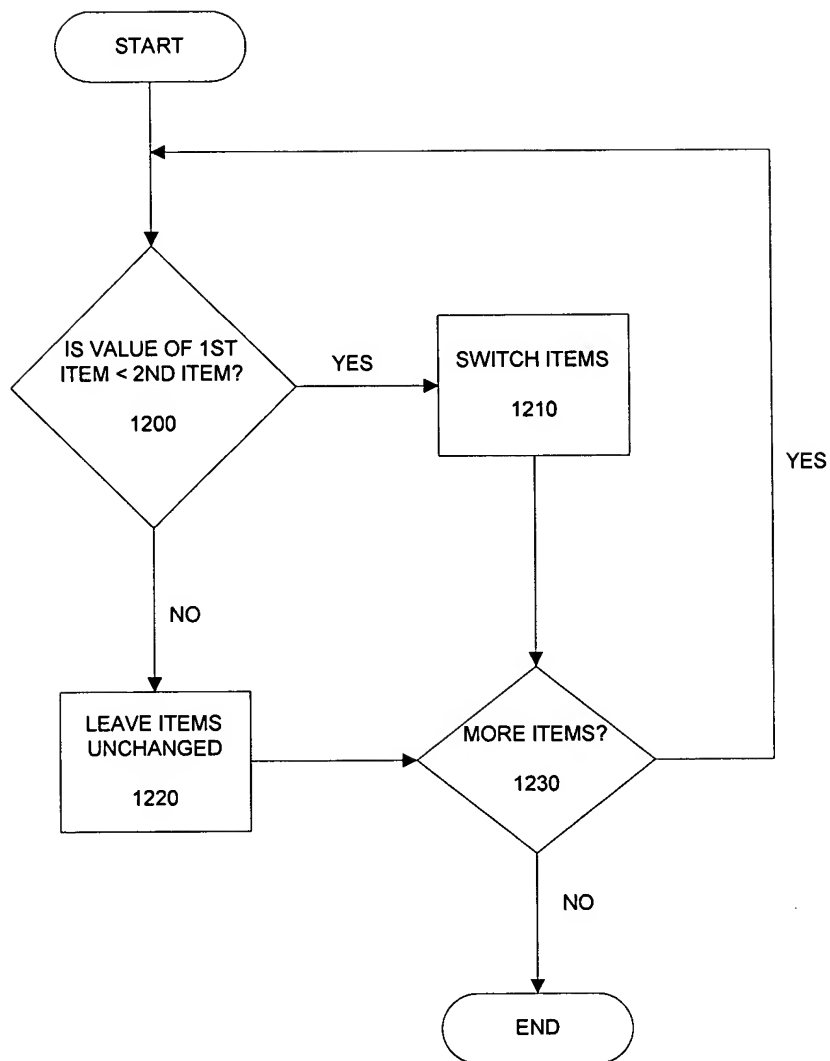 START
IS VALUE OF 1ST
ITEM < 2ND ITEM?
1200
YES
SWITCH ITEMS
1210
YES
NO
LEAVE ITEMS
UNCHANGED
1220
MORE ITEMS?
1230
NO
END